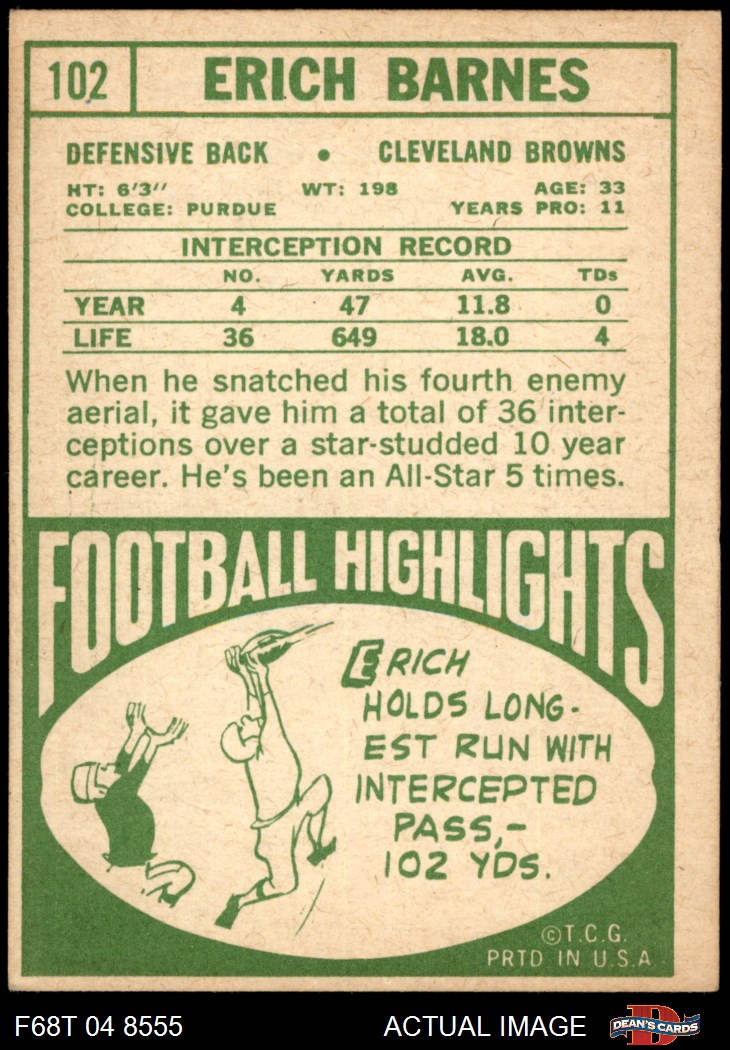 102 ERICH BARNES
DEFENSIVE BACK • CLEVELAND BROWNS
HT: 6'3" WT: 198 AGE: 33
COLLEGE: PURDUE YEARS PRO: 11
INTERCEPTION RECORD
NO. YARDS AVG. TDs
YEAR 4 47 11.8 0
LIFE 36 649 18.0 4
When he snatched his fourth enemy
aerial, it gave him a total of 36 inter-
ceptions over a star-studded 10 year
career. He's been an All-Star 5 times.
FOOTBALL HIGHLIGHTS
ERICH
HOLDS LONG-
EST RUN WITH
INTERCEPTED
PASS,-
102 YDS.
©T.C.G.
PRTD IN U.S.A
F68T 04 8555 ACTUAL IMAGE DEAN'S CARDS